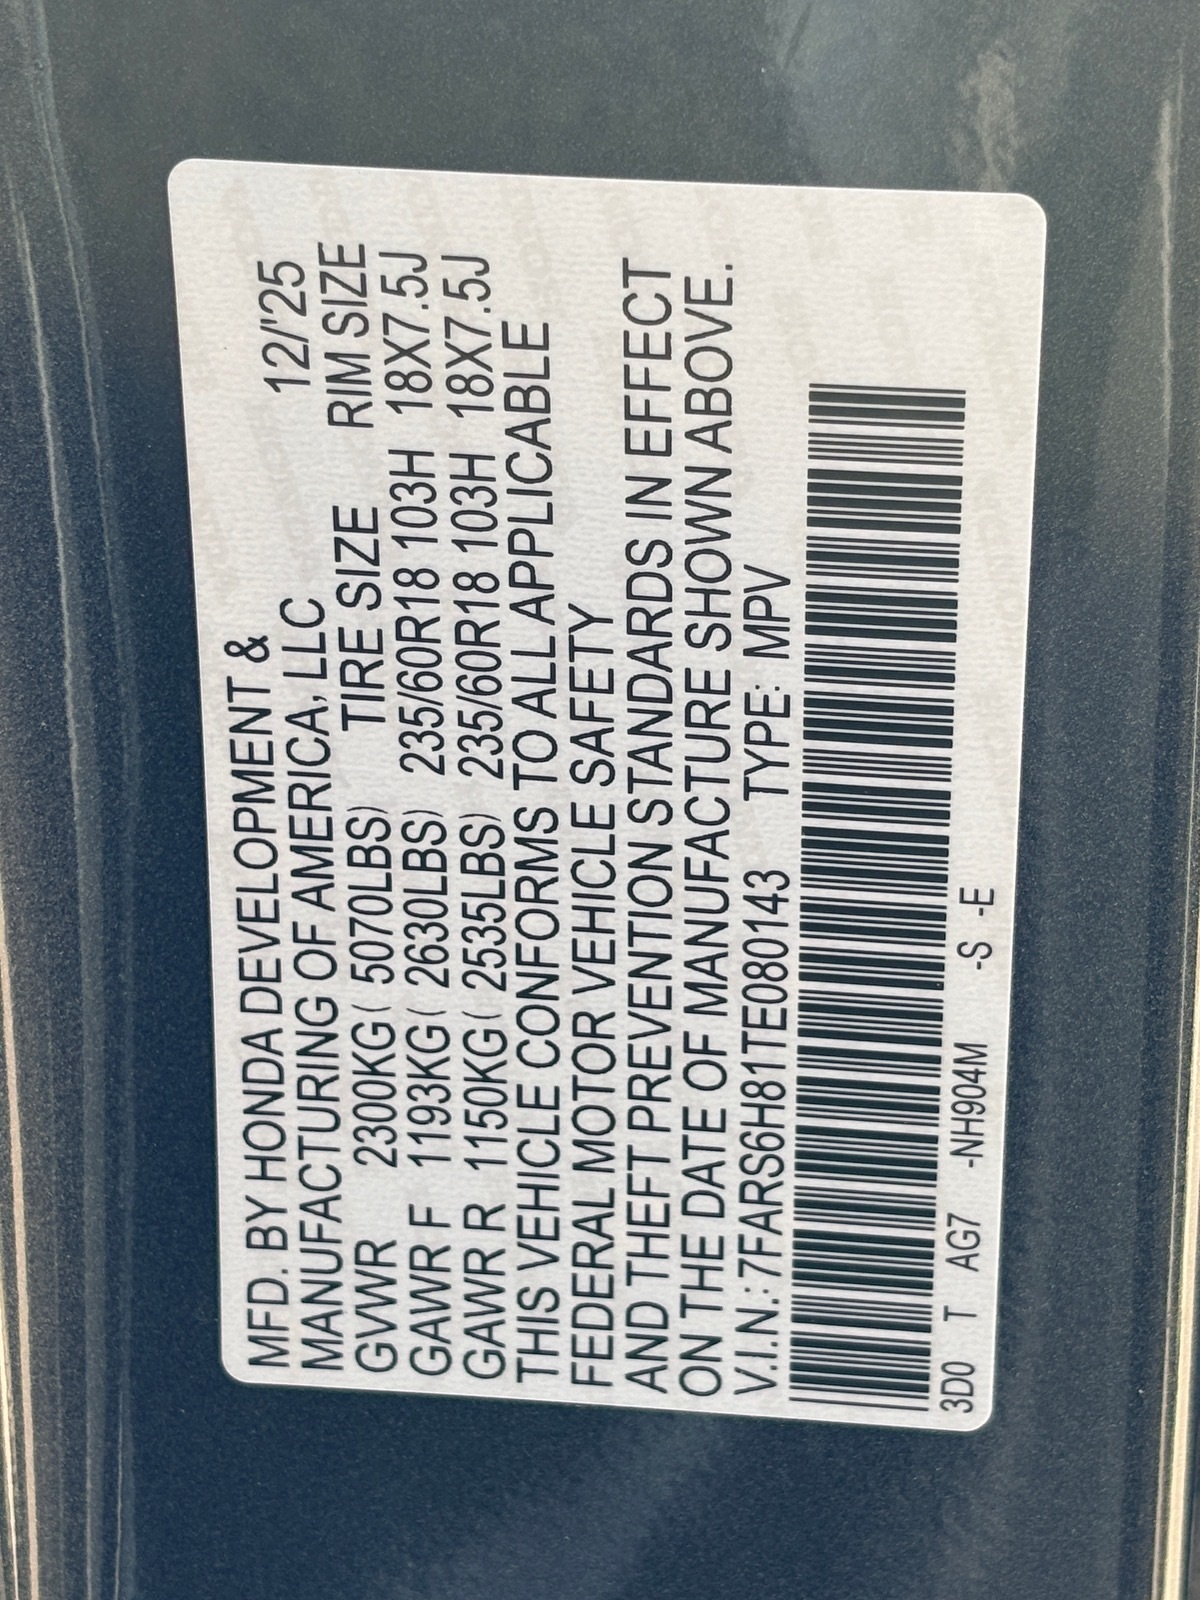 MFD. BY HONDA DEVELOPMENT &
MANUFACTURING OF AMERICA, LLC 12/'25
GVWR 2300KG( 5070LBS) TIRE SIZE RIM SIZE
GAWR F 1193KG( 2630LBS) 235/60R18 103H 18X7.5J
GAWR R 1150KG( 2535LBS) 235/60R18 103H 18X7.5J
THIS VEHICLE CONFORMS TO ALL APPLICABLE
FEDERAL MOTOR VEHICLE SAFETY
AND THEFT PREVENTION STANDARDS IN EFFECT
ON THE DATE OF MANUFACTURE SHOWN ABOVE.
V.I.N.:7FARS6H81TE080143 TYPE: MPV
3D0 T AG7 -NH904M -S -E